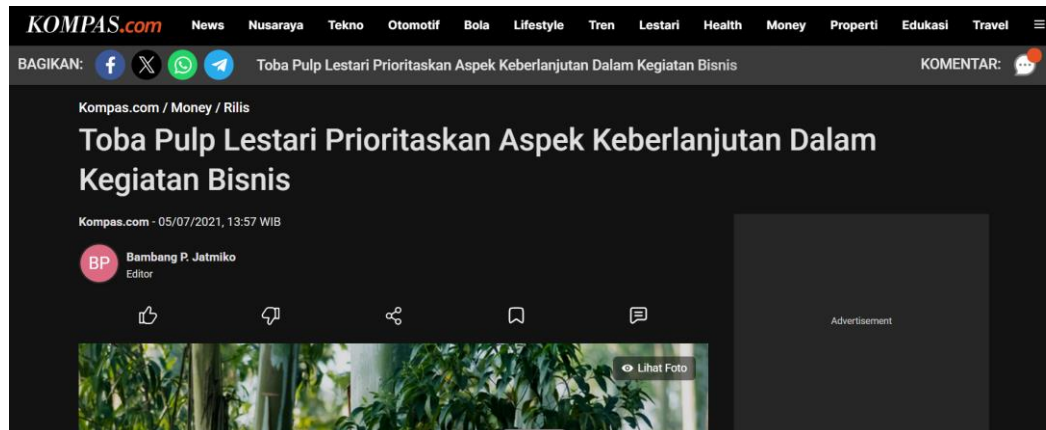 KOMPAS.com News Nusaraya Tekno Otomotif Bola Lifestyle Tren Lestari Health Money Properti Edukasi Travel
BAGIKAN: Toba Pulp Lestari Prioritaskan Aspek Keberlanjutan Dalam Kegiatan Bisnis KOMENTAR:
Kompas.com / Money / Rilis
Toba Pulp Lestari Prioritaskan Aspek Keberlanjutan Dalam
Kegiatan Bisnis
Kompas.com - 05/07/2021, 13:57 WIB
BP Bambang P. Jatmiko
Editor
Advertisement
Lihat Foto